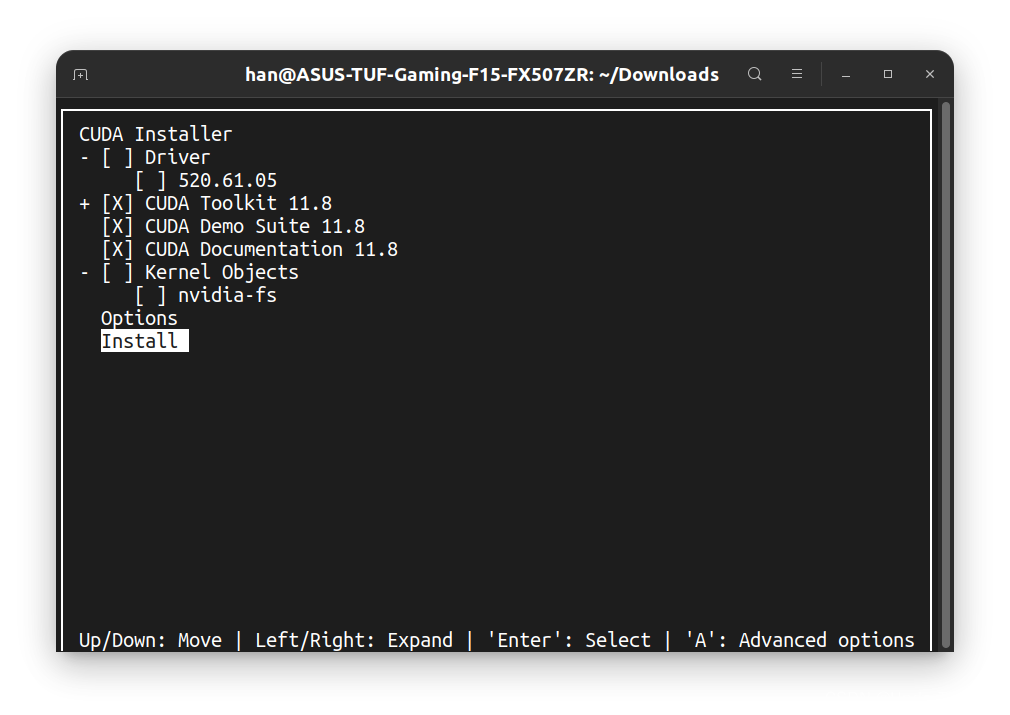 han@ASUS-TUF-Gaming-F15-FX507ZR: ~/Downloads
CUDA Installer
- [ ] Driver
[ ] 520.61.05
+ [X] CUDA Toolkit 11.8
[X] CUDA Demo Suite 11.8
[X] CUDA Documentation 11.8
- [ ] Kernel Objects
[ ] nvidia-fs
Options
Install
Up/Down: Move | Left/Right: Expand | 'Enter': Select | 'A': Advanced options